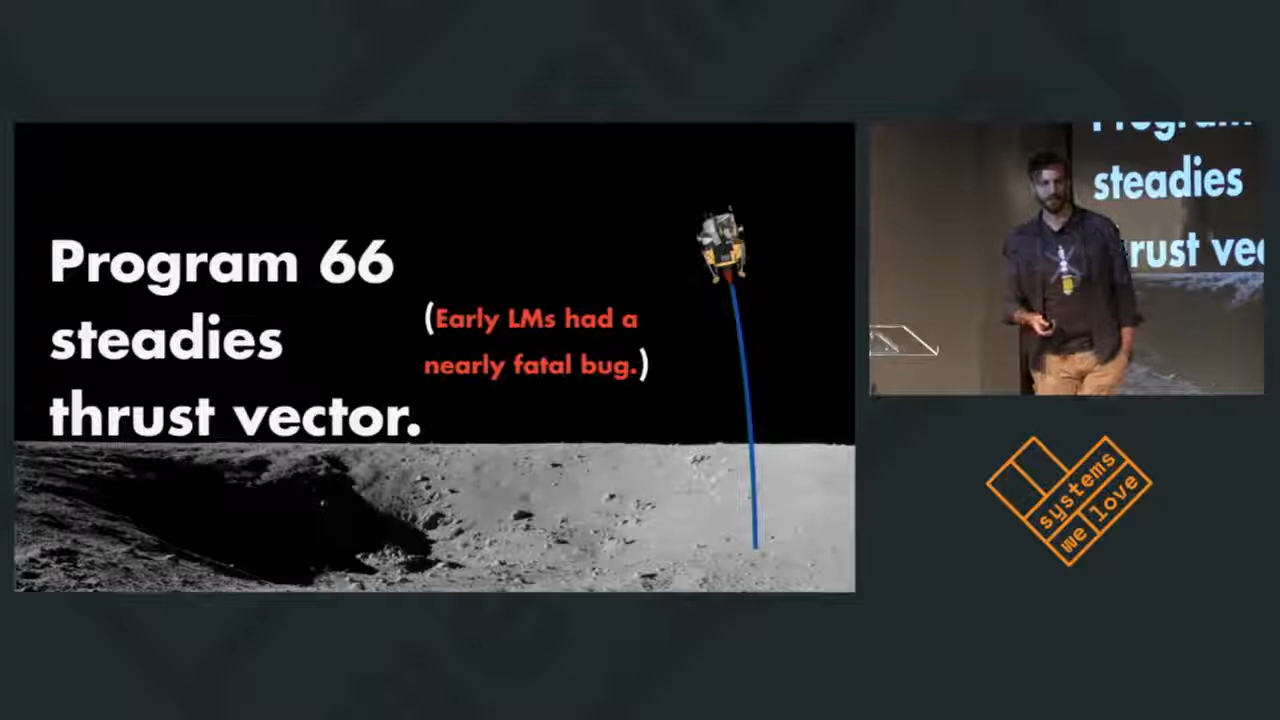 Program 66
steadies
thrust vector.
(Early LMs had a
nearly fatal bug.)
Program
steadies
thrust vec
systems
we love